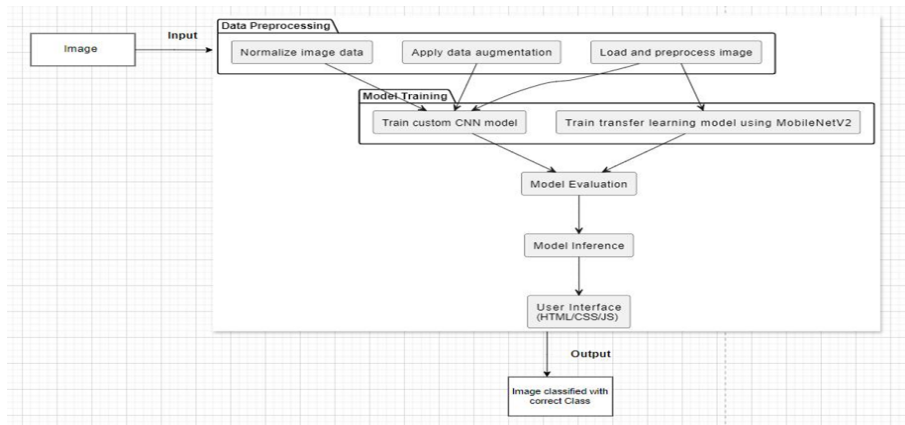 Data Preprocessing
Image
Input
Normalize image data
Apply data augmentation
Load and preprocess image
Model Training
Train custom CNN model
Train transfer learning model using MobileNetV2
Model Evaluation
Model Inference
User Interface
(HTML/CSS/JS)
Output
Image classified with
correct Class